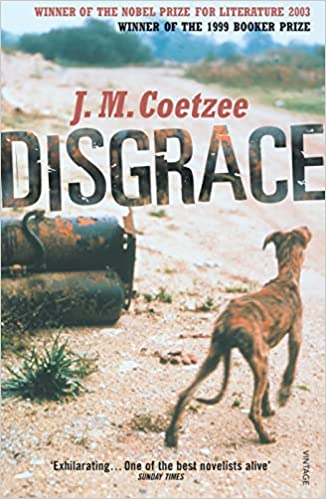 WINNER OF THE NOBEL PRIZE FOR LITERATURE 2003
WINNER OF THE 1999 BOOKER PRIZE
J. M. Coetzee
DISGRACE
'Exhilarating... One of the best novelists alive'
SUNDAY TIMES
VINTAGE